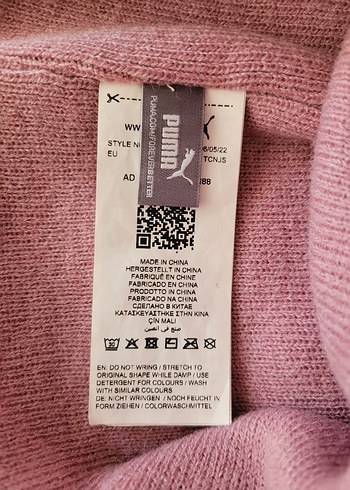 PUMA
PUMA.COM/FOREVERBETTER
WW
STYLE N
06/05/22
EU
TCNJS
AD
888
MADE IN CHINA
HERGESTELLT IN CHINA
FABRIQUÉ EN CHINE
FABRICADO EN CHINA
PRODOTTO IN CHINA
FABRICADO NA CHINA
СДЕЛАНО В КИТАЕ
ΚΑΤΑΣΚΕΥΑΣΤΗΚΕ ΣΤΗΝ ΚΙΝΑ
ÇİN MALI
صنع في الصين
EN: DO NOT WRING / STRETCH TO
ORIGINAL SHAPE WHILE DAMP / USE
DETERGENT FOR COLOURS / WASH
WITH SIMILAR COLOURS
DE: NICHT WRINGEN / NOCH FEUCHT IN
FORM ZIEHEN / COLORWASCHMITTEL